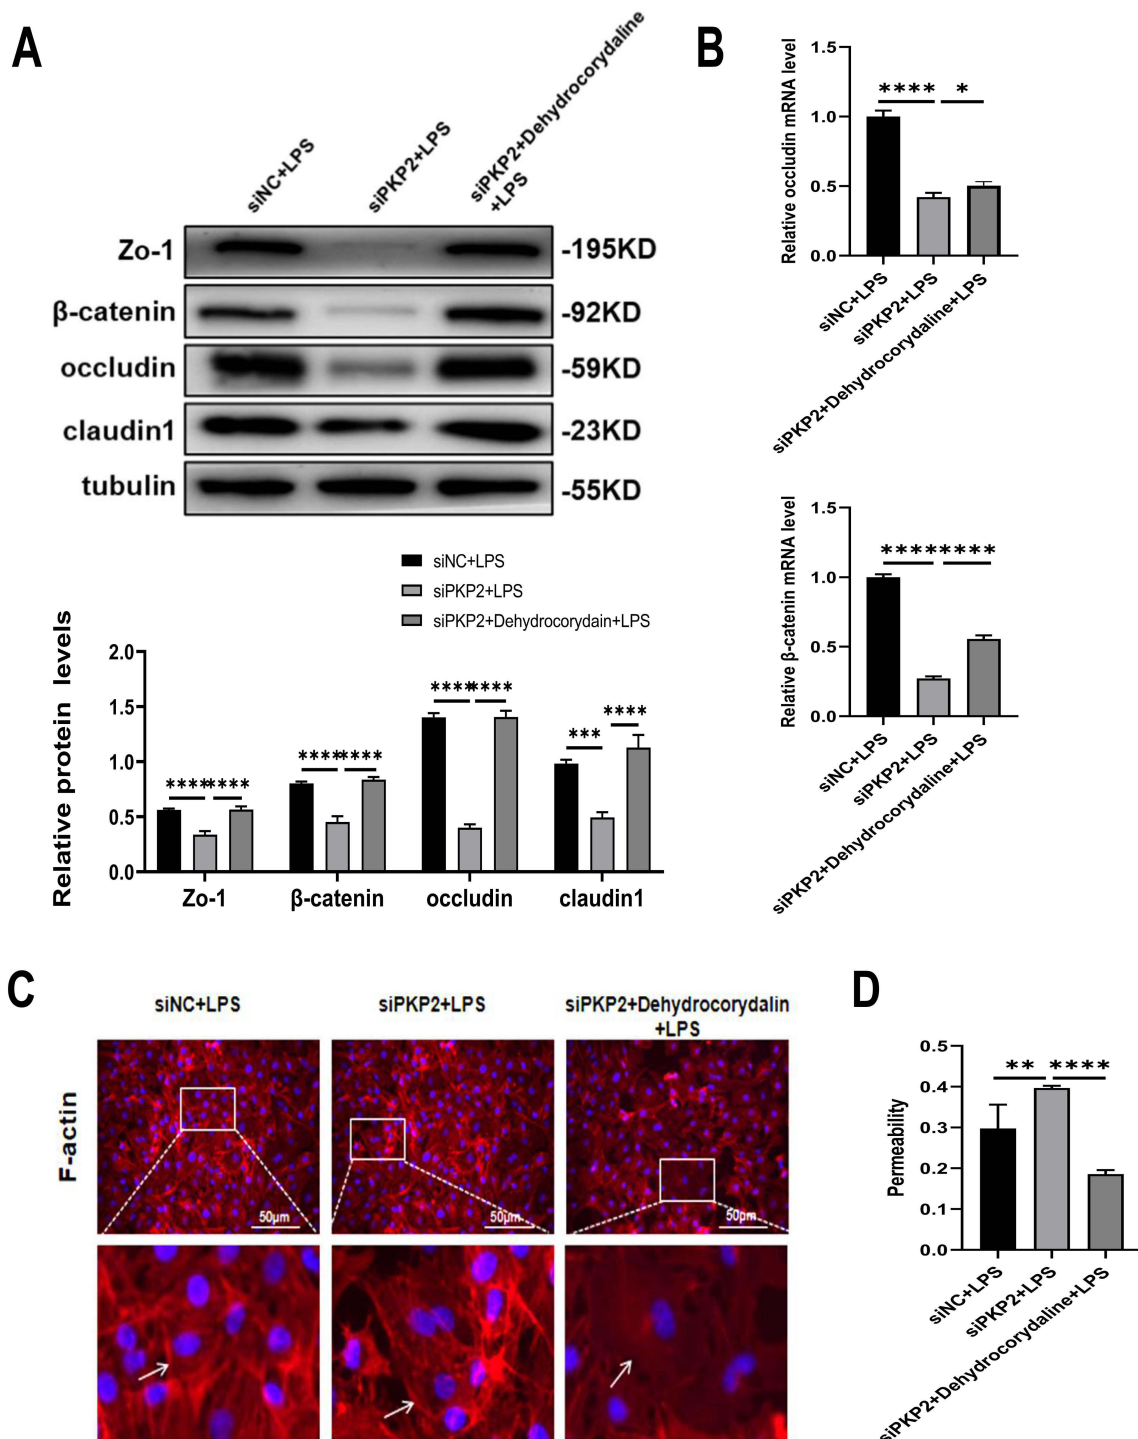 A
siNC+LPS
siPKP2+LPS
siPKP2+Dehydrocorydaline
+LPS
Zo-1
-195KD
β-catenin
-92KD
occludin
-59KD
claudin1
-23KD
tubulin
-55KD
siNC+LPS
siPKP2+LPS
siPKP2+Dehydrocorydain+LPS
Relative protein levels
2.0
1.5
1.0
0.5
0.0
********
********
********
***
****
Zo-1
β-catenin
occludin
claudin1
B
Relative occludin mRNA level
1.5
1.0
0.5
0.0
****
*
siNC+LPS
siPKP2+LPS
siPKP2+Dehydrocorydaline+LPS
Relative β-catenin mRNA level
1.5
1.0
0.5
0.0
********
siNC+LPS
siPKP2+LPS
siPKP2+Dehydrocorydaline+LPS
C
siNC+LPS
siPKP2+LPS
siPKP2+Dehydrocorydalin
+LPS
F-actin
50μm
50μm
50μm
D
Permeability
0.5
0.4
0.3
0.2
0.1
0.0
**
****
siNC+LPS
siPKP2+LPS
siPKP2+Dehydrocorydaline+LPS